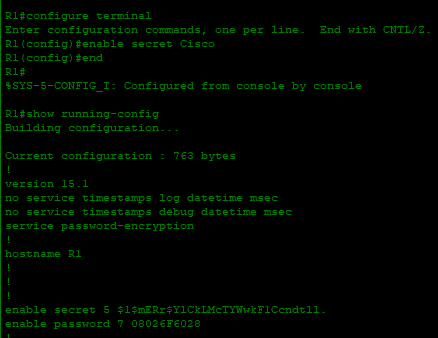 R1#configure terminal
Enter configuration commands, one per line.  End with CNTL/Z.
R1(config)#enable secret Cisco
R1(config)#end
R1#
%SYS-5-CONFIG_I: Configured from console by console
R1#show running-config
Building configuration...
Current configuration : 763 bytes
!
version 15.1
no service timestamps log datetime msec
no service timestamps debug datetime msec
service password-encryption
!
hostname R1
!
!
!
enable secret 5 $1$mERr$YlCkLMcTYWwkF1Ccndtll.
enable password 7 08026F6028
!